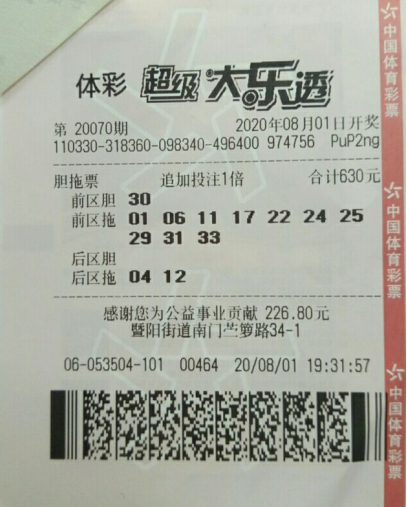 体彩 超级大乐透
第 20070期 2020年08月01日开奖
110330-318360-098340-496400 974756 PuP2ng
胆拖票 追加投注1倍 合计630元
前区胆 30
前区拖 01 06 11 17 22 24 25
29 31 33
后区胆
后区拖 04 12
感谢您为公益事业贡献 226.80元
暨阳街道南门苎萝路34-1
06-053504-101 00464 20/08/01 19:31:57
中国体育彩票
中国体育彩票
中国体育彩票